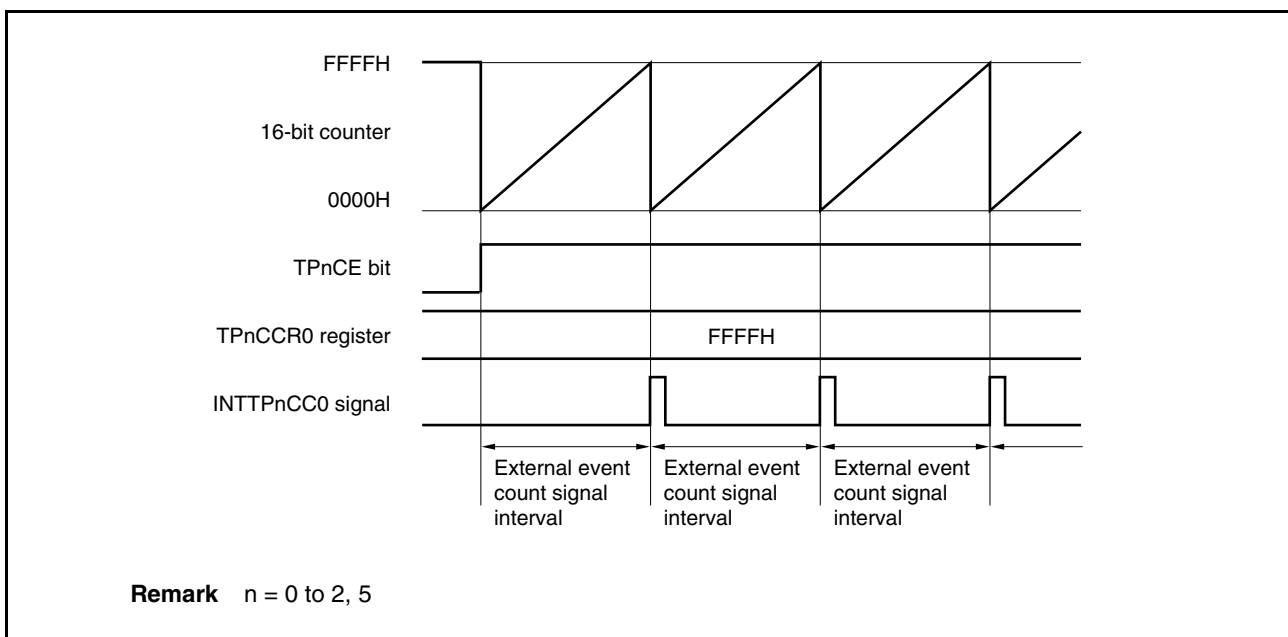 FFFFH
16-bit counter
0000H
TPnCE bit
TPnCCR0 register
FFFFH
INTTPnCC0 signal
External event
count signal
interval
External event
count signal
interval
External event
count signal
interval
Remark n = 0 to 2, 5